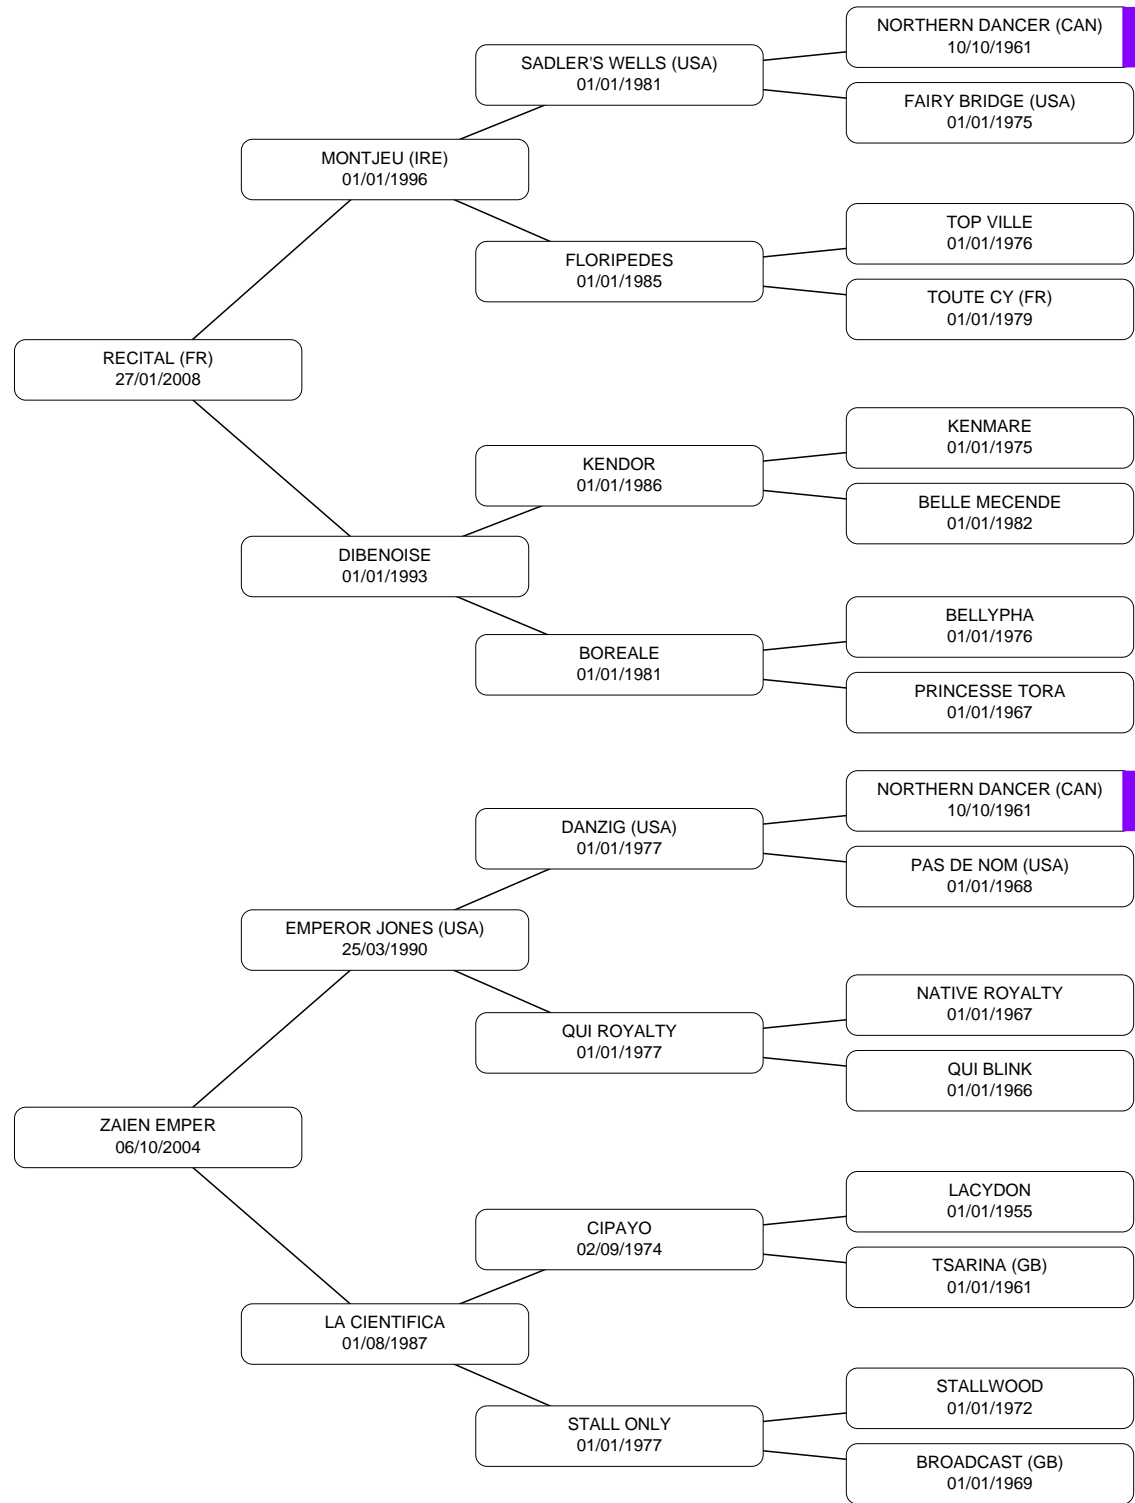 NORTHERN DANCER (CAN)
10/10/1961
SADLER'S WELLS (USA)
01/01/1981
FAIRY BRIDGE (USA)
01/01/1975
MONTJEU (IRE)
01/01/1996
TOP VILLE
01/01/1976
FLORIPEDES
01/01/1985
TOUTE CY (FR)
01/01/1979
RECITAL (FR)
27/01/2008
KENMARE
01/01/1975
KENDOR
01/01/1986
BELLE MECENDE
01/01/1982
DIBENOISE
01/01/1993
BELLYPHA
01/01/1976
BOREALE
01/01/1981
PRINCESSE TORA
01/01/1967
NORTHERN DANCER (CAN)
10/10/1961
DANZIG (USA)
01/01/1977
PAS DE NOM (USA)
01/01/1968
EMPEROR JONES (USA)
25/03/1990
NATIVE ROYALTY
01/01/1967
QUI ROYALTY
01/01/1977
QUI BLINK
01/01/1966
ZAIEN EMPER
06/10/2004
LACYDON
01/01/1955
CIPAYO
02/09/1974
TSARINA (GB)
01/01/1961
LA CIENTIFICA
01/08/1987
STALLWOOD
01/01/1972
STALL ONLY
01/01/1977
BROADCAST (GB)
01/01/1969